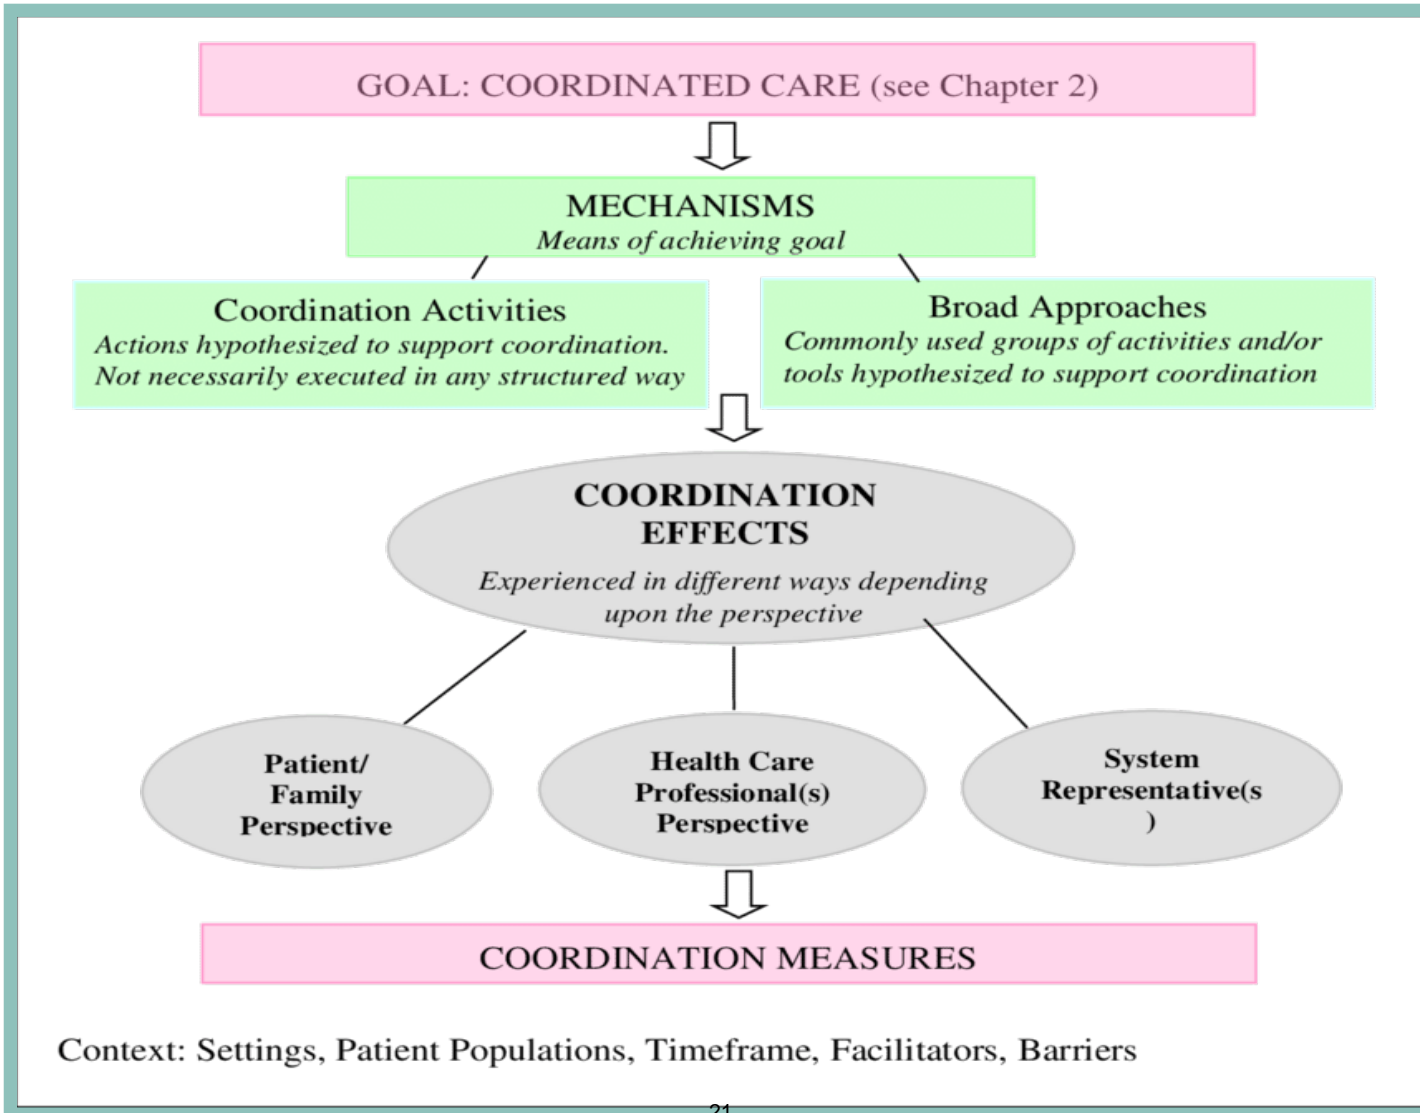 GOAL: COORDINATED CARE (see Chapter 2)
MECHANISMS
Means of achieving goal
Coordination Activities
Actions hypothesized to support coordination.
Not necessarily executed in any structured way
Broad Approaches
Commonly used groups of activities and/or
tools hypothesized to support coordination
COORDINATION
EFFECTS
Experienced in different ways depending
upon the perspective
Patient/
Family
Perspective
Health Care
Professional(s)
Perspective
System
Representative(s
)
COORDINATION MEASURES
Context: Settings, Patient Populations, Timeframe, Facilitators, Barriers
21